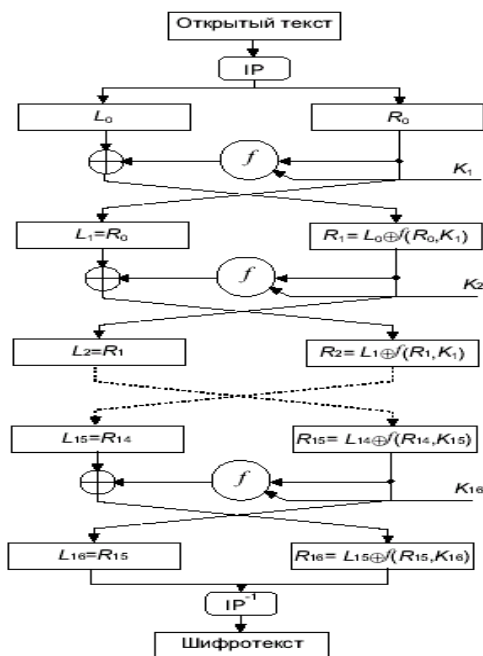 Открытый текст
IP
L₀
R₀
f
K₁
L₁=R₀
R₁ = L₀⊕f(R₀,K₁)
f
K₂
L₂=R₁
R₂= L₁⊕f(R₁,K₁)
L₁₅=R₁₄
R₁₅= L₁₄⊕f(R₁₄,K₁₅)
f
K₁₆
L₁₆=R₁₅
R₁₆= L₁₅⊕f(R₁₅,K₁₆)
IP⁻¹
Шифротекст